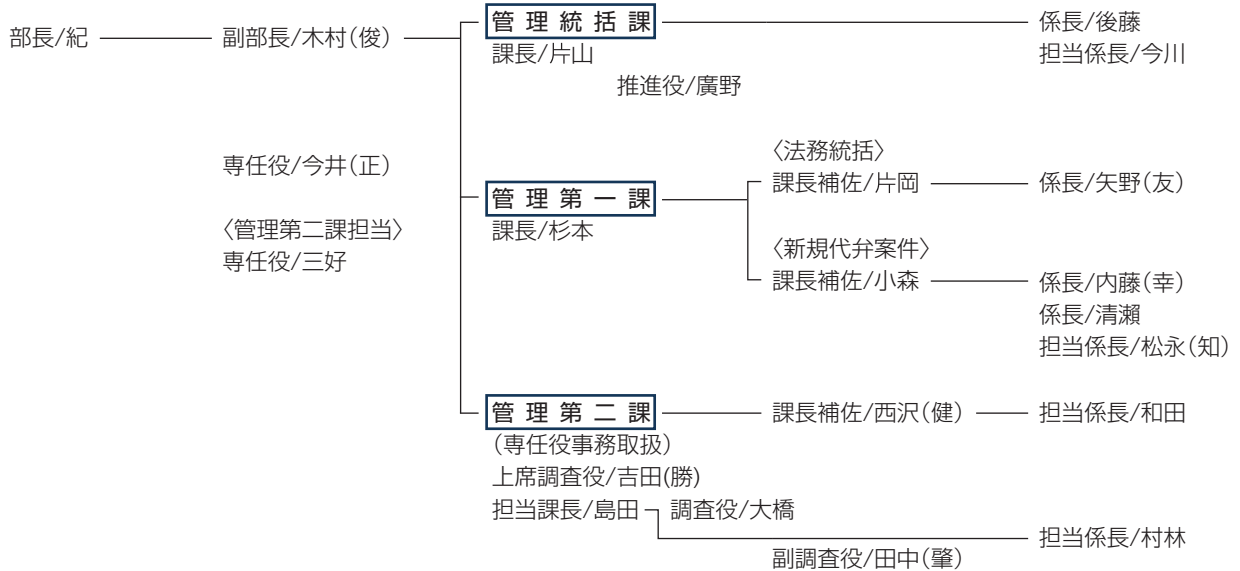 部長/紀
副部長/木村(俊)
専任役/今井(正)
〈管理第二課担当〉
専任役/三好
管理統括課
課長/片山
推進役/廣野
係長/後藤
担当係長/今川
管理第一課
課長/杉本
〈法務統括〉
課長補佐/片岡
係長/矢野(友)
〈新規代弁案件〉
課長補佐/小森
係長/内藤(幸)
係長/清瀬
担当係長/松永(知)
管理第二課
(専任役事務取扱)
上席調査役/吉田(勝)
担当課長/島田
課長補佐/西沢(健)
担当係長/和田
調査役/大橋
副調査役/田中(肇)
担当係長/村林